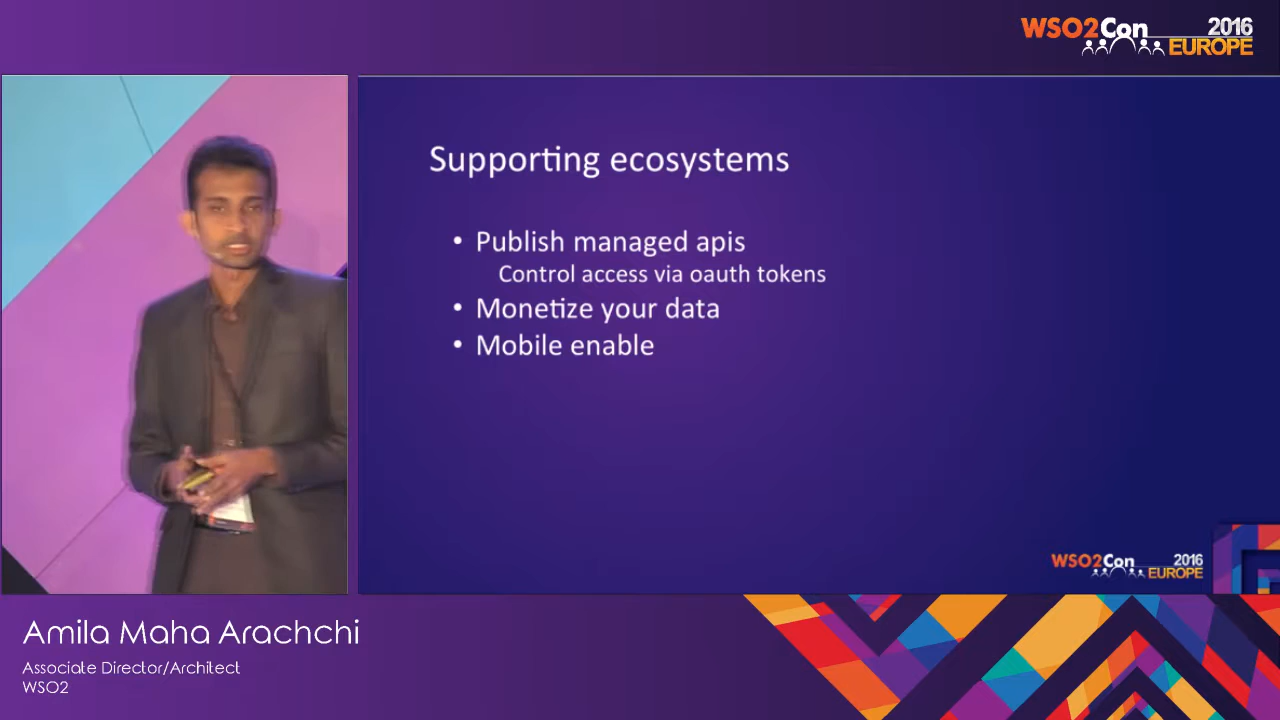 WSO2Con 2016
EUROPE
Supporting ecosystems
• Publish managed apis
Control access via oauth tokens
• Monetize your data
• Mobile enable
WSO2Con 2016
EUROPE
Amila Maha Arachchi
Associate Director/Architect
WSO2